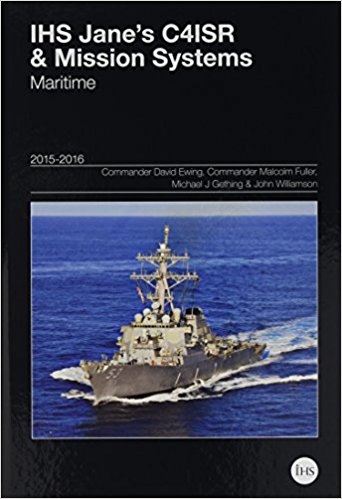 IHS Jane's C4ISR
& Mission Systems
Maritime
2015-2016
Commander David Ewing, Commander Malcolm Fuller,
Michael J Gething & John Williamson
IHS